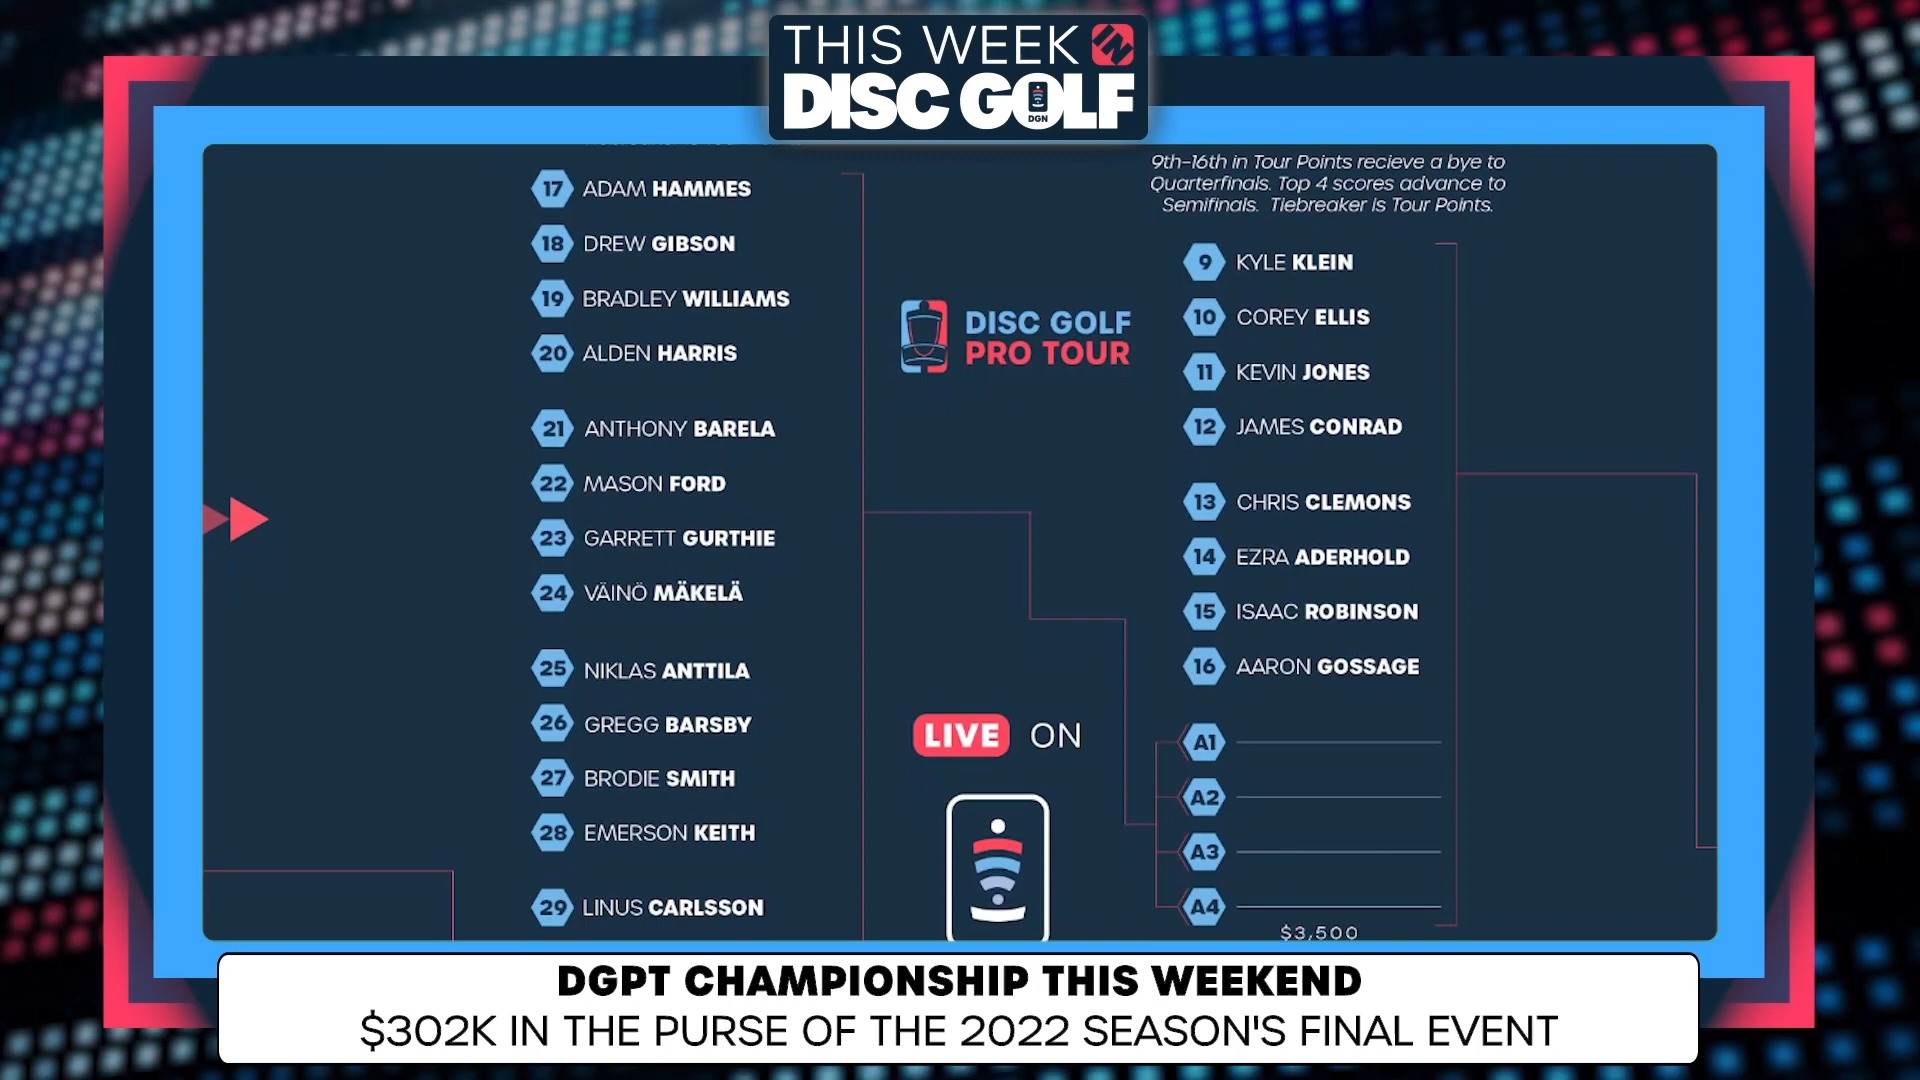 THIS WEEK IN
DISC GOLF
DGN
17 ADAM HAMMES
18 DREW GIBSON
19 BRADLEY WILLIAMS
20 ALDEN HARRIS
21 ANTHONY BARELA
22 MASON FORD
23 GARRETT GURTHIE
24 VÄINÖ MÄKELÄ
25 NIKLAS ANTTILA
26 GREGG BARSBY
27 BRODIE SMITH
28 EMERSON KEITH
29 LINUS CARLSSON
DISC GOLF
PRO TOUR
LIVE ON
9th-16th in Tour Points recieve a bye to
Quarterfinals. Top 4 scores advance to
Semifinals. Tiebreaker is Tour Points.
9 KYLE KLEIN
10 COREY ELLIS
11 KEVIN JONES
12 JAMES CONRAD
13 CHRIS CLEMONS
14 EZRA ADERHOLD
15 ISAAC ROBINSON
16 AARON GOSSAGE
A1
A2
A3
A4
$3,500
DGPT CHAMPIONSHIP THIS WEEKEND
$302K IN THE PURSE OF THE 2022 SEASON'S FINAL EVENT